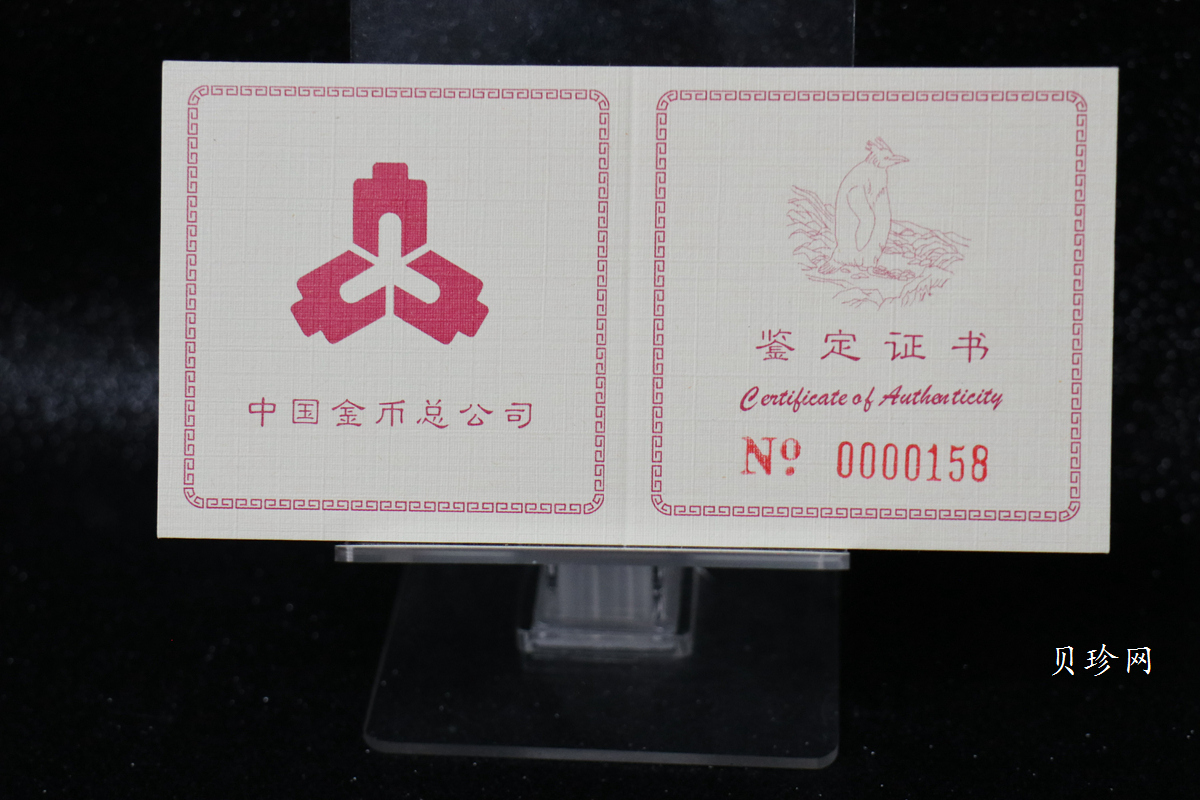 中国金币总公司
鉴定证书
Certificate of Authenticity
Nº 0000158
贝珍网